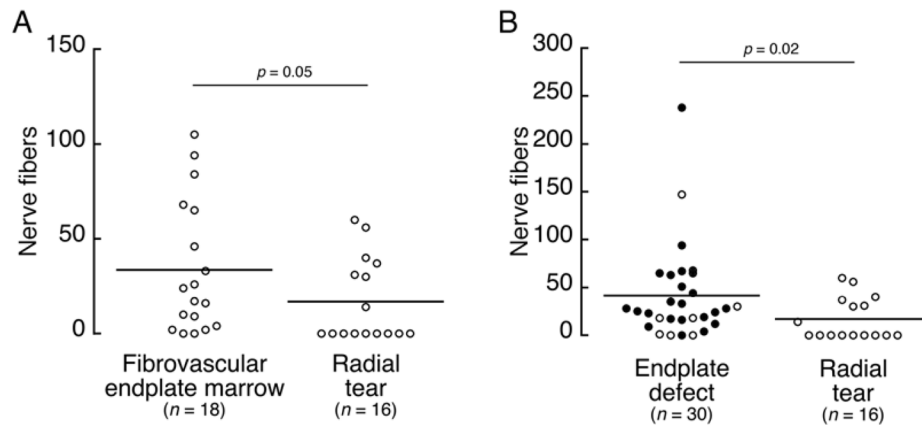 A
150
p = 0.05
100
Nerve fibers
50
0
Fibrovascular
endplate marrow
(n = 18)
Radial
tear
(n = 16)
B
300
p = 0.02
250
200
Nerve fibers
150
100
50
0
Endplate
defect
(n = 30)
Radial
tear
(n = 16)